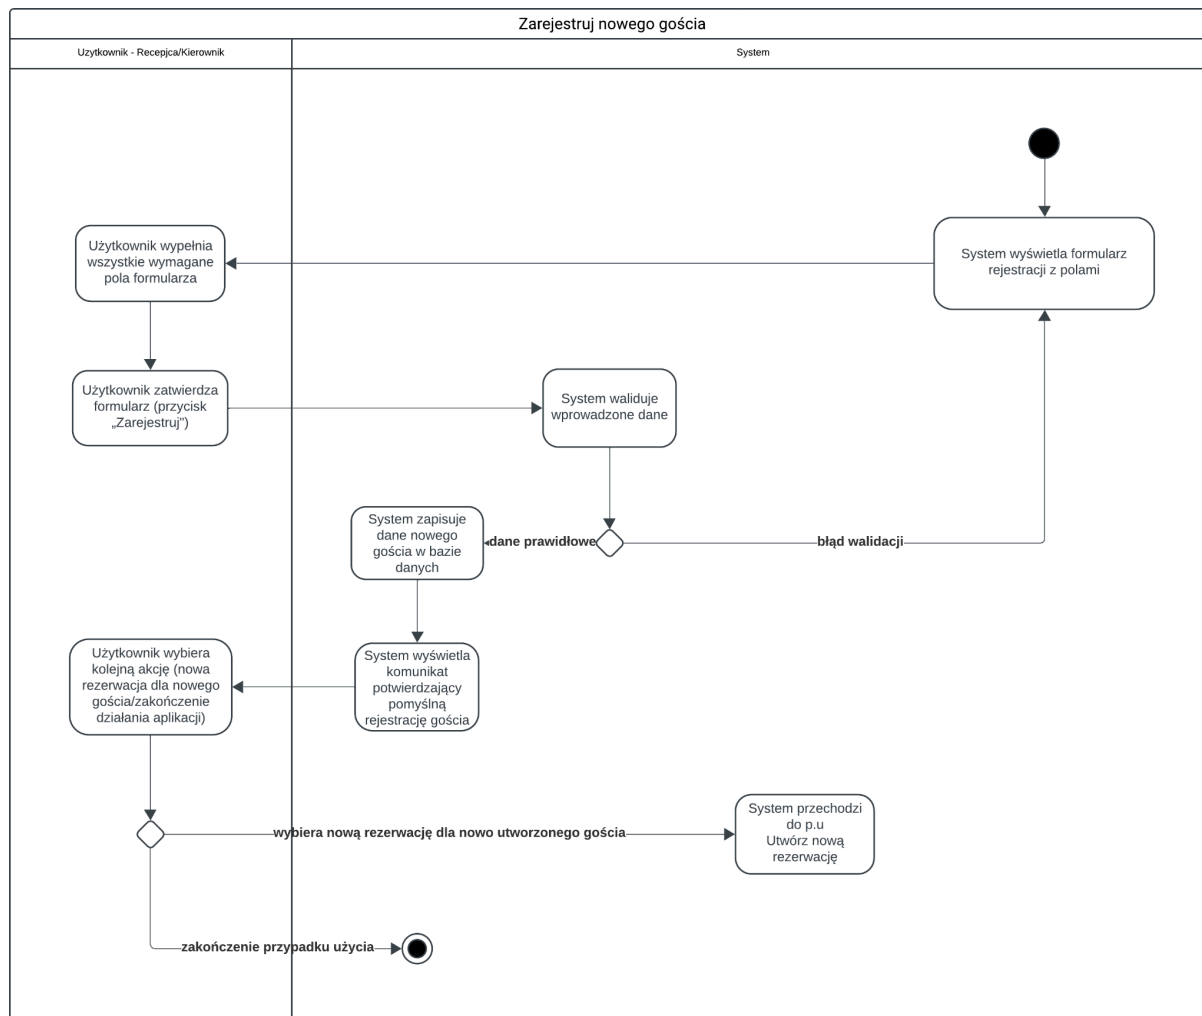 Zarejestruj nowego gościa
Uzytkownik - Recepjca/Kierownik
System
System wyświetla formularz
rejestracji z polami
Użytkownik wypełnia
wszystkie wymagane
pola formularza
Użytkownik zatwierdza
formularz (przycisk
„Zarejestruj")
System waliduje
wprowadzone dane
System zapisuje
dane nowego
gościa w bazie
danych
dane prawidłowe
błąd walidacji
Użytkownik wybiera
kolejną akcję (nowa
rezerwacja dla nowego
gościa/zakończenie
działania aplikacji)
System wyświetla
komunikat
potwierdzający
pomyślną
rejestrację gościa
wybiera nową rezerwację dla nowo utworzonego gościa
System przechodzi
do p.u
Utwórz nową
rezerwację
zakończenie przypadku użycia